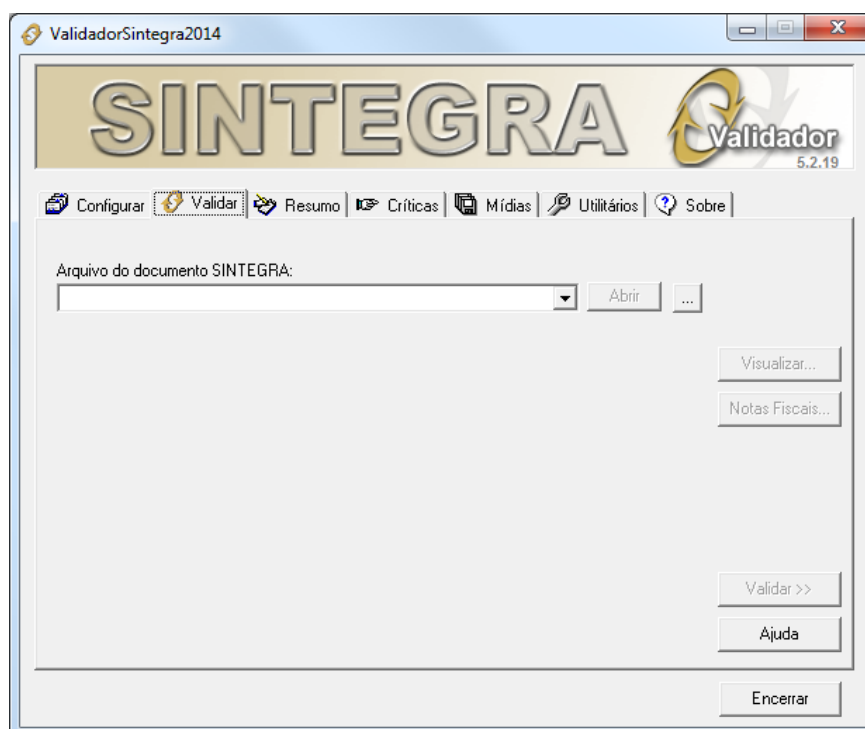 ValidadorSintegra2014
SINTEGRA
Validador
5.2.19
Configurar Validar Resumo Críticas Mídias Utilitários Sobre
Arquivo do documento SINTEGRA:
Abrir ...
Visualizar...
Notas Fiscais...
Validar >>
Ajuda
Encerrar